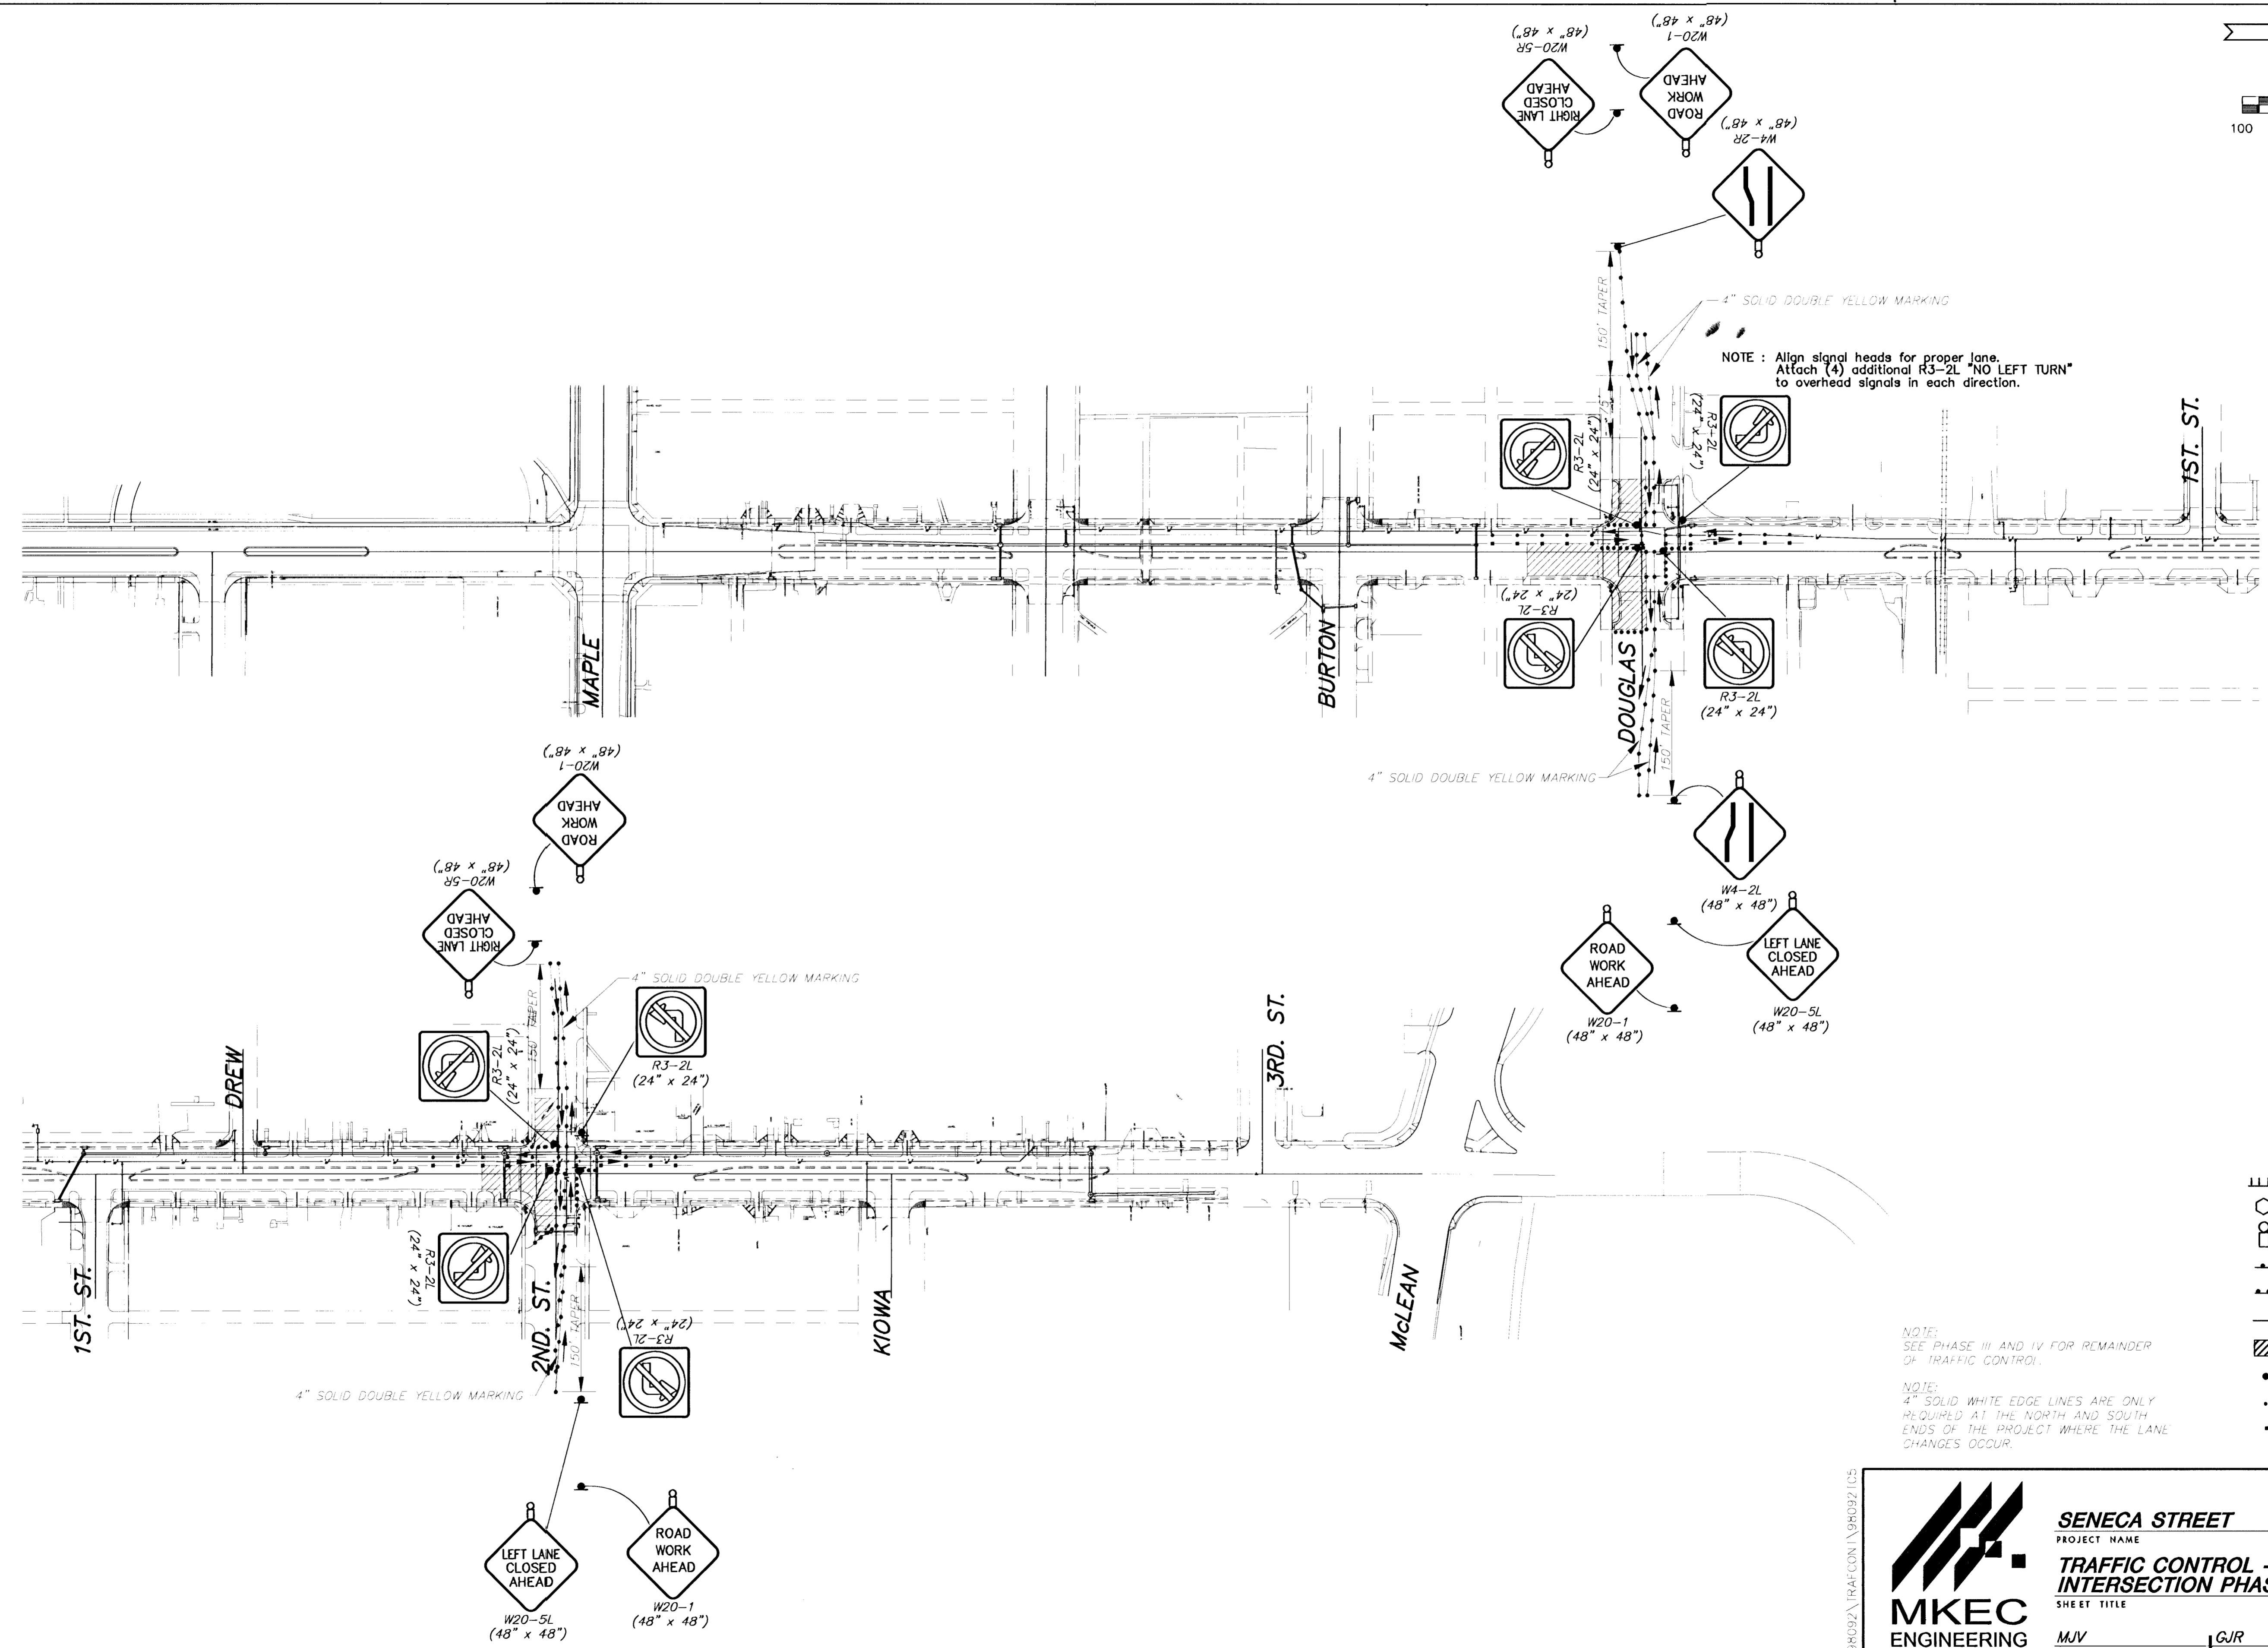 (48" x 48")
W20-5R
RIGHT LANE
CLOSED
AHEAD
(48" x 48")
W20-1
ROAD
WORK
AHEAD
(48" x 48")
W4-2R
100
150' TAPER
4" SOLID DOUBLE YELLOW MARKING
NOTE : Align signal heads for proper lane.
Attach (4) additional R3-2L "NO LEFT TURN"
to overhead signals in each direction.
R3-2L
(24" x 24")
R3-2L
(24" x 24")
1ST. ST.
MAPLE
BURTON
R3-2L
(24" x 24")
DOUGLAS
R3-2L
(24" x 24")
150' TAPER
4" SOLID DOUBLE YELLOW MARKING
W4-2L
(48" x 48")
LEFT LANE
CLOSED
AHEAD
W20-5L
(48" x 48")
ROAD
WORK
AHEAD
W20-1
(48" x 48")
W20-1
(48" x 48")
ROAD
WORK
AHEAD
W20-5R
(48" x 48")
RIGHT LANE
CLOSED
AHEAD
4" SOLID DOUBLE YELLOW MARKING
150' TAPER
R3-2L
(24" x 24")
R3-2L
(24" x 24")
DREW
3RD. ST.
1ST. ST.
R3-2L
(24" x 24")
2ND. ST.
150' TAPER
R3-2L
(24" x 24")
KIOWA
McLEAN
4" SOLID DOUBLE YELLOW MARKING
LEFT LANE
CLOSED
AHEAD
W20-5L
(48" x 48")
ROAD
WORK
AHEAD
W20-1
(48" x 48")
NOTE:
SEE PHASE III AND IV FOR REMAINDER
OF TRAFFIC CONTROL.
NOTE:
4" SOLID WHITE EDGE LINES ARE ONLY
REQUIRED AT THE NORTH AND SOUTH
ENDS OF THE PROJECT WHERE THE LANE
CHANGES OCCUR.
MKEC
ENGINEERING
SENECA STREET
PROJECT NAME
TRAFFIC CONTROL -
INTERSECTION PHAS
SHEET TITLE
MJV
GJR